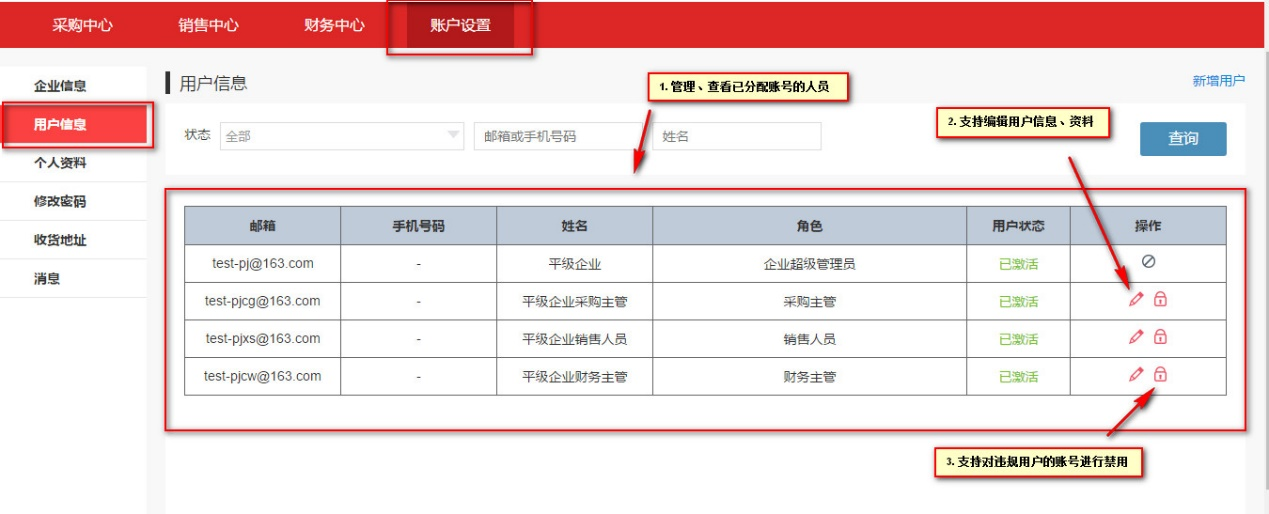 采购中心 销售中心 财务中心 账户设置
企业信息
用户信息
个人资料
修改密码
收货地址
消息
用户信息
新增用户
1. 管理、查看已分配账号的人员
2. 支持编辑用户信息、资料
状态 全部 邮箱或手机号码 姓名 查询
邮箱 手机号码 姓名 角色 用户状态 操作
test-pj@163.com - 平级企业 企业超级管理员 已激活
test-pjcg@163.com - 平级企业采购主管 采购主管 已激活
test-pjxs@163.com - 平级企业销售人员 销售人员 已激活
test-pjcw@163.com - 平级企业财务主管 财务主管 已激活
3. 支持对违规用户的账号进行禁用